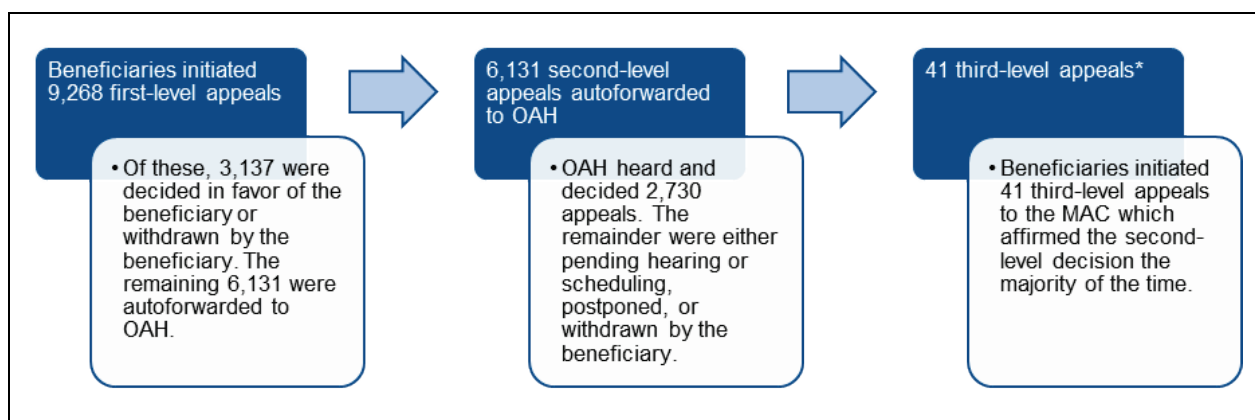 Beneficiaries initiated
9,268 first-level appeals
• Of these, 3,137 were
decided in favor of the
beneficiary or
withdrawn by the
beneficiary. The
remaining 6,131 were
autoforwarded to
OAH.
6,131 second-level
appeals autoforwarded
to OAH
• OAH heard and
decided 2,730
appeals. The
remainder were either
pending hearing or
scheduling,
postponed, or
withdrawn by the
beneficiary.
41 third-level appeals*
• Beneficiaries initiated
41 third-level appeals
to the MAC which
affirmed the second-
level decision the
majority of the time.